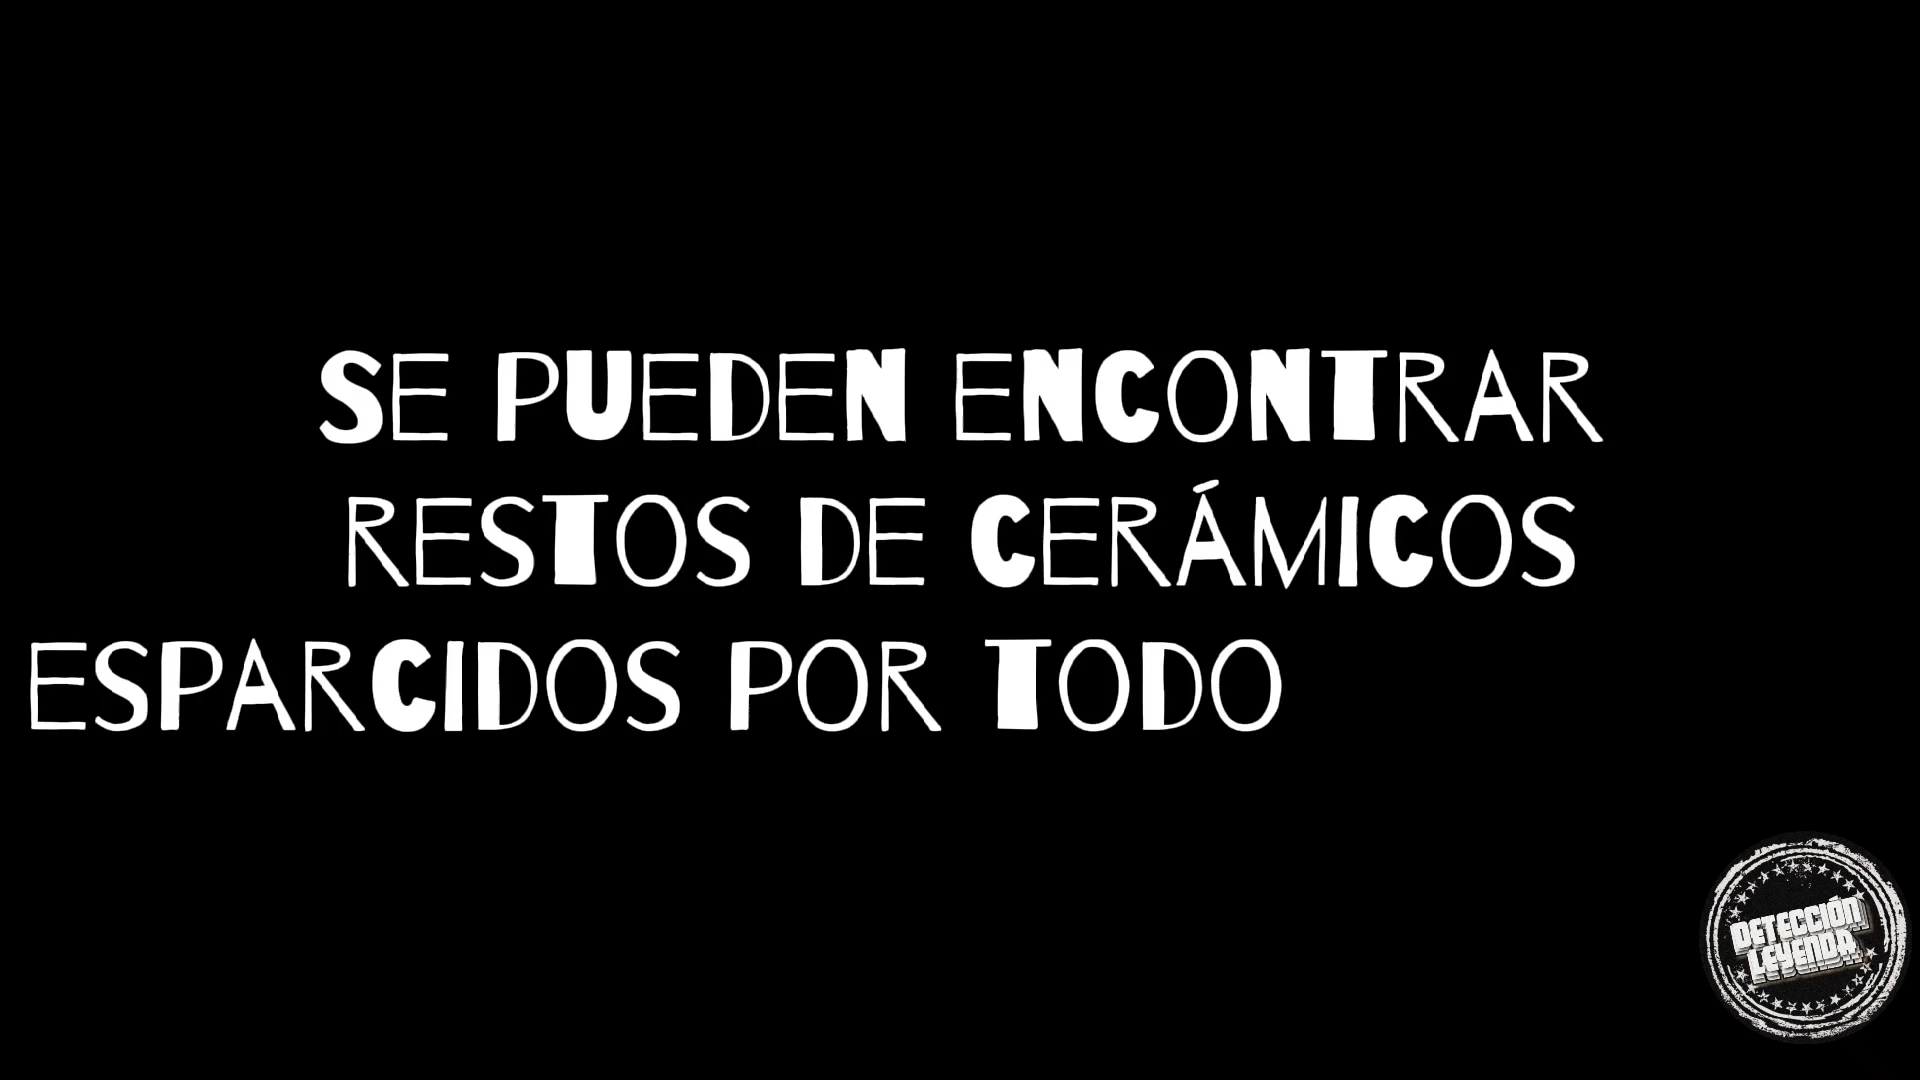 SE PUEDEN ENCONTRAR
RESTOS DE CERÁMICOS
ESPARCIDOS POR TODO
DETECCIÓN
LEYENDA